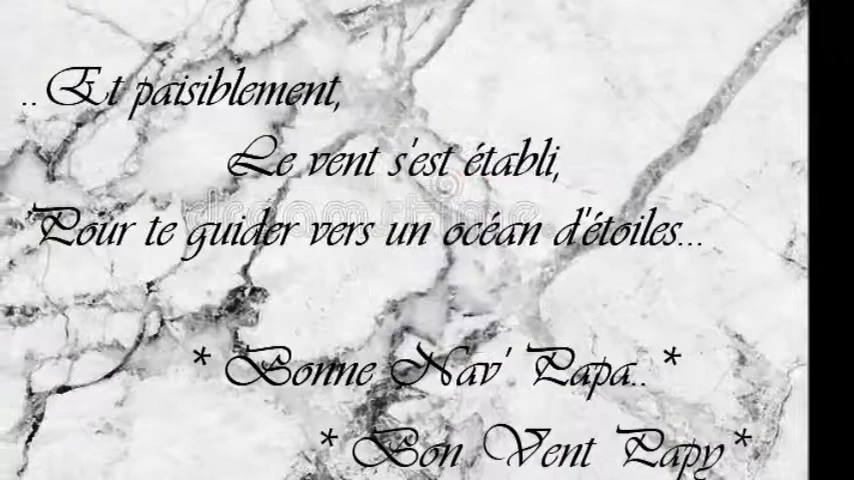 ..Et paisiblement,
Le vent s'est établi,
Pour te guider vers un océan d'étoiles...
* Bonne Nav' Papa.. *
* Bon Vent Papy *